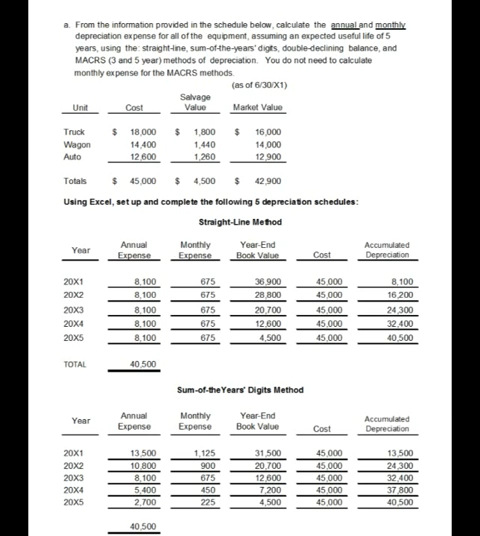 a. From the information provided in the schedule below, calculate the annual and monthly
depreciation expense for all of the equipment, assuming an expected useful life of 5
years, using the: straight-line, sum-of-the-years' digits, double-declining balance, and
MACRS (3 and 5 year) methods of depreciation. You do not need to calculate
monthly expense for the MACRS methods.
(as of 6/30/X1)
Unit Cost Salvage Value Market Value
Truck $ 18,000 $ 1,800 $ 16,000
Wagon 14,400 1,440 14,000
Auto 12,600 1,260 12,900
Totals $ 45,000 $ 4,500 $ 42,900
Using Excel, set up and complete the following 5 depreciation schedules:
Straight-Line Method
Year Annual Expense Monthly Expense Year-End Book Value Cost Accumulated Depreciation
20X1 8,100 675 36,900 45,000 8,100
20X2 8,100 675 28,800 45,000 16,200
20X3 8,100 675 20,700 45,000 24,300
20X4 8,100 675 12,600 45,000 32,400
20X5 8,100 675 4,500 45,000 40,500
TOTAL 40,500
Sum-of-theYears' Digits Method
Year Annual Expense Monthly Expense Year-End Book Value Cost Accumulated Depreciation
20X1 13,500 1,125 31,500 45,000 13,500
20X2 10,800 900 20,700 45,000 24,300
20X3 8,100 675 12,600 45,000 32,400
20X4 5,400 450 7,200 45,000 37,800
20X5 2,700 225 4,500 45,000 40,500
40,500